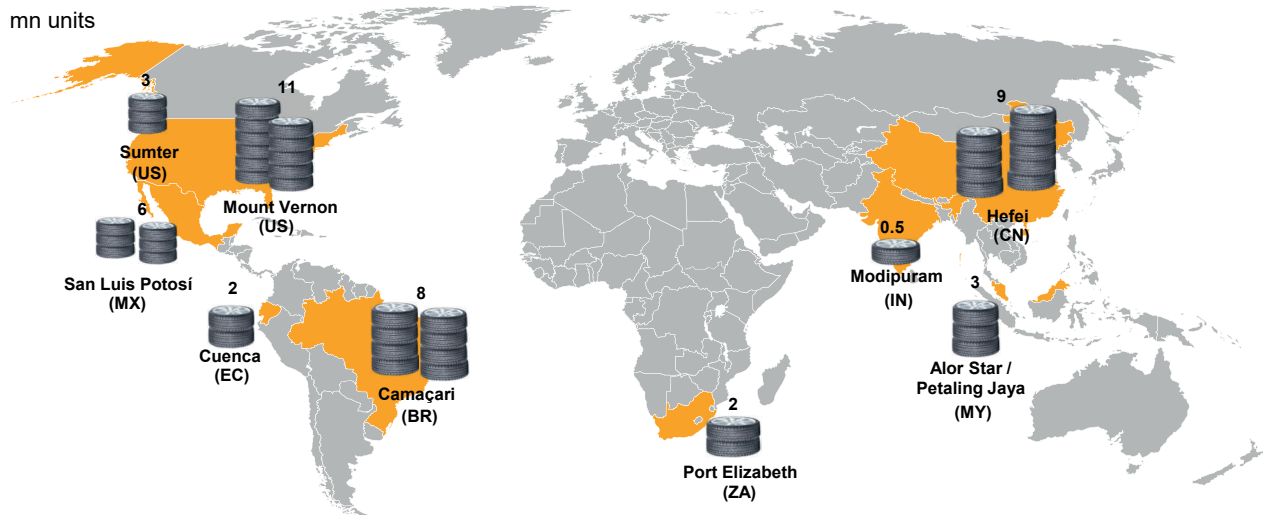 mn units
3
Sumter
(US)
11
Mount Vernon
(US)
6
San Luis Potosí
(MX)
2
Cuenca
(EC)
8
Camaçari
(BR)
2
Port Elizabeth
(ZA)
9
Hefei
(CN)
0.5
Modipuram
(IN)
3
Alor Star /
Petaling Jaya
(MY)